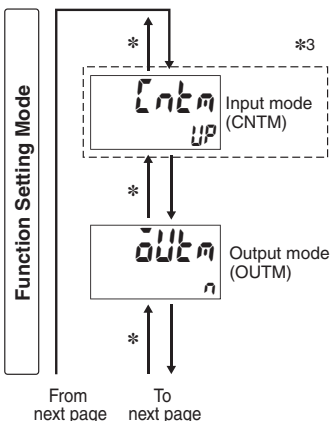 Function Setting Mode
*
*3
Cntm
UP
Input mode
(CNTM)
*
OUtm
n
Output mode
(OUTM)
*
From
next page
To
next page